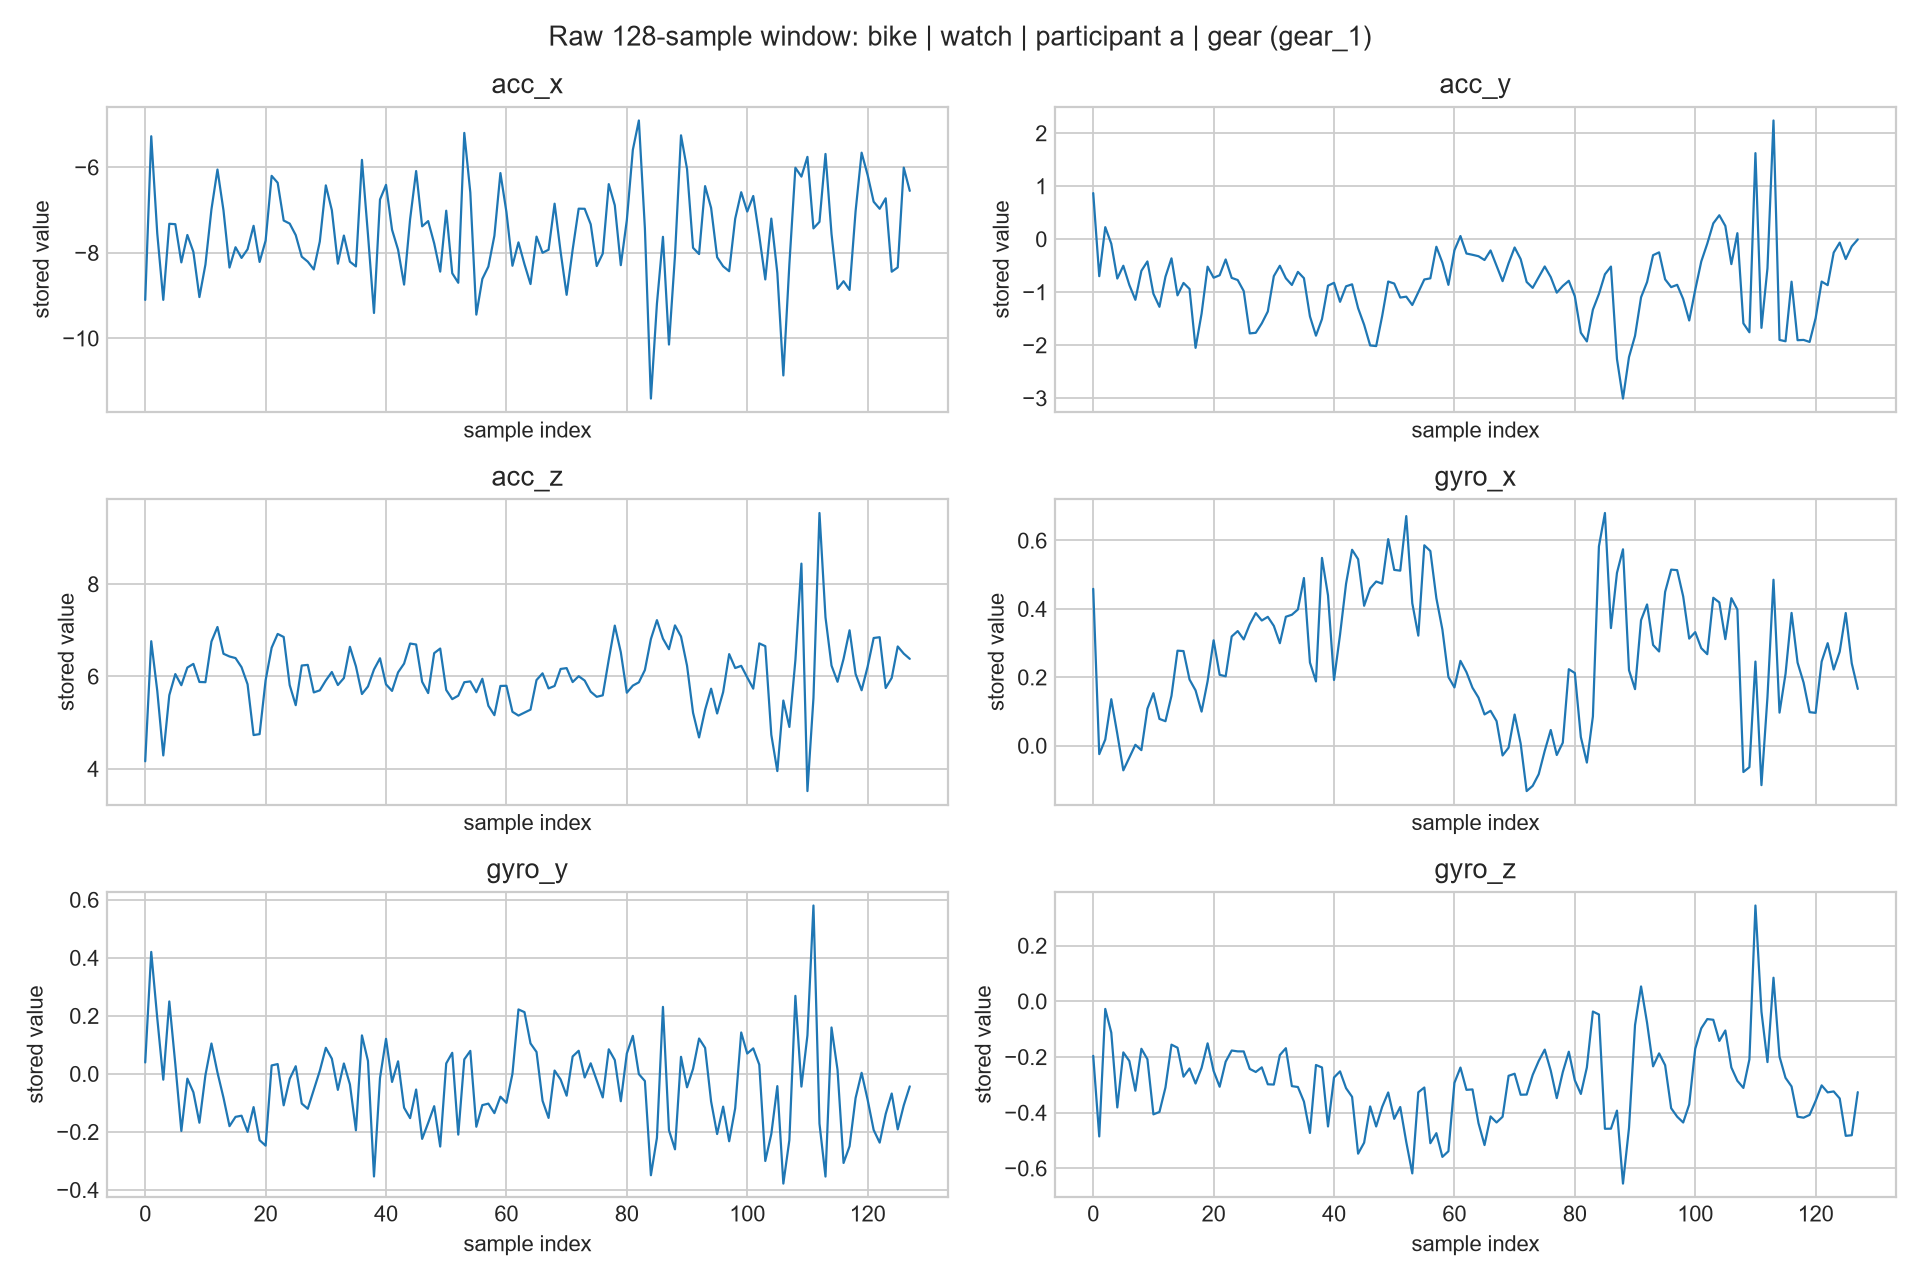 Raw 128-sample window: bike | watch | participant a | gear (gear_1)
acc_x
stored value
−6
−8
−10
sample index
acc_y
stored value
2
1
0
−1
−2
−3
sample index
acc_z
stored value
8
6
4
sample index
gyro_x
stored value
0.6
0.4
0.2
0.0
sample index
gyro_y
stored value
0.6
0.4
0.2
0.0
−0.2
−0.4
0 20 40 60 80 100 120
sample index
gyro_z
stored value
0.2
0.0
−0.2
−0.4
−0.6
0 20 40 60 80 100 120
sample index